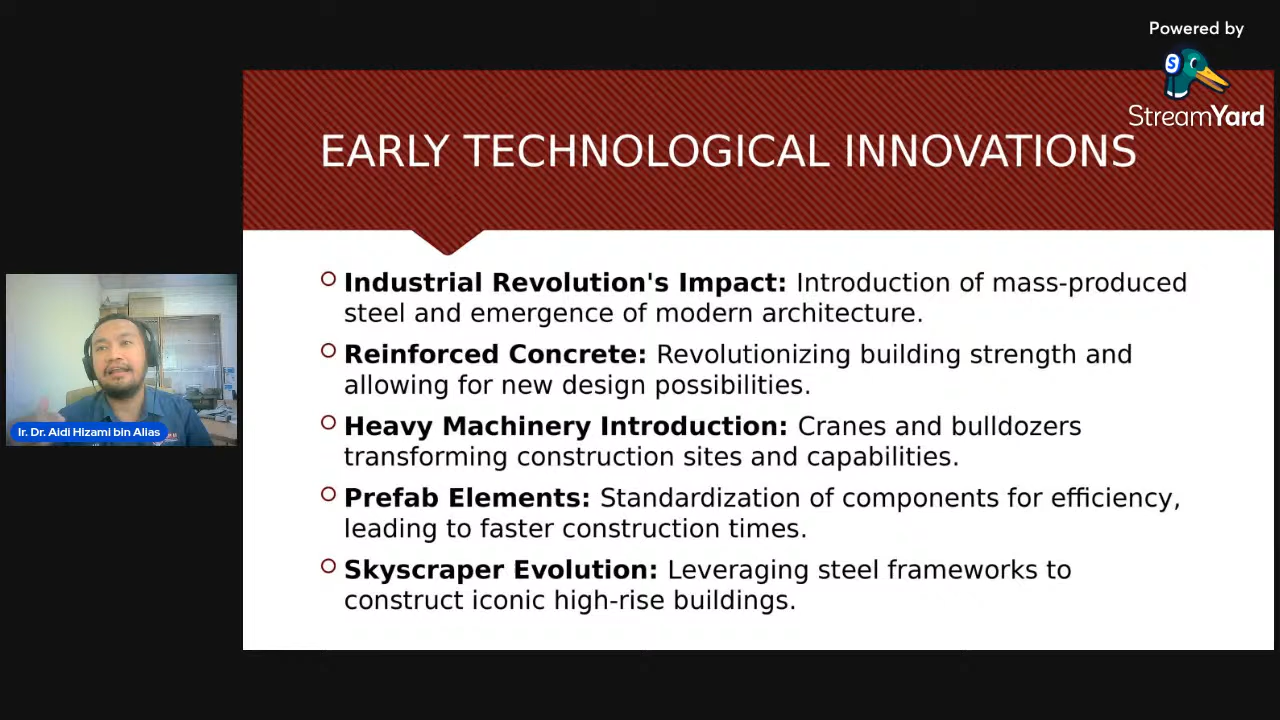 Powered by
StreamYard
EARLY TECHNOLOGICAL INNOVATIONS
Industrial Revolution's Impact: Introduction of mass-produced
steel and emergence of modern architecture.
Reinforced Concrete: Revolutionizing building strength and
allowing for new design possibilities.
Heavy Machinery Introduction: Cranes and bulldozers
transforming construction sites and capabilities.
Prefab Elements: Standardization of components for efficiency,
leading to faster construction times.
Skyscraper Evolution: Leveraging steel frameworks to
construct iconic high-rise buildings.
Ir. Dr. Aidi Hizami bin Alias